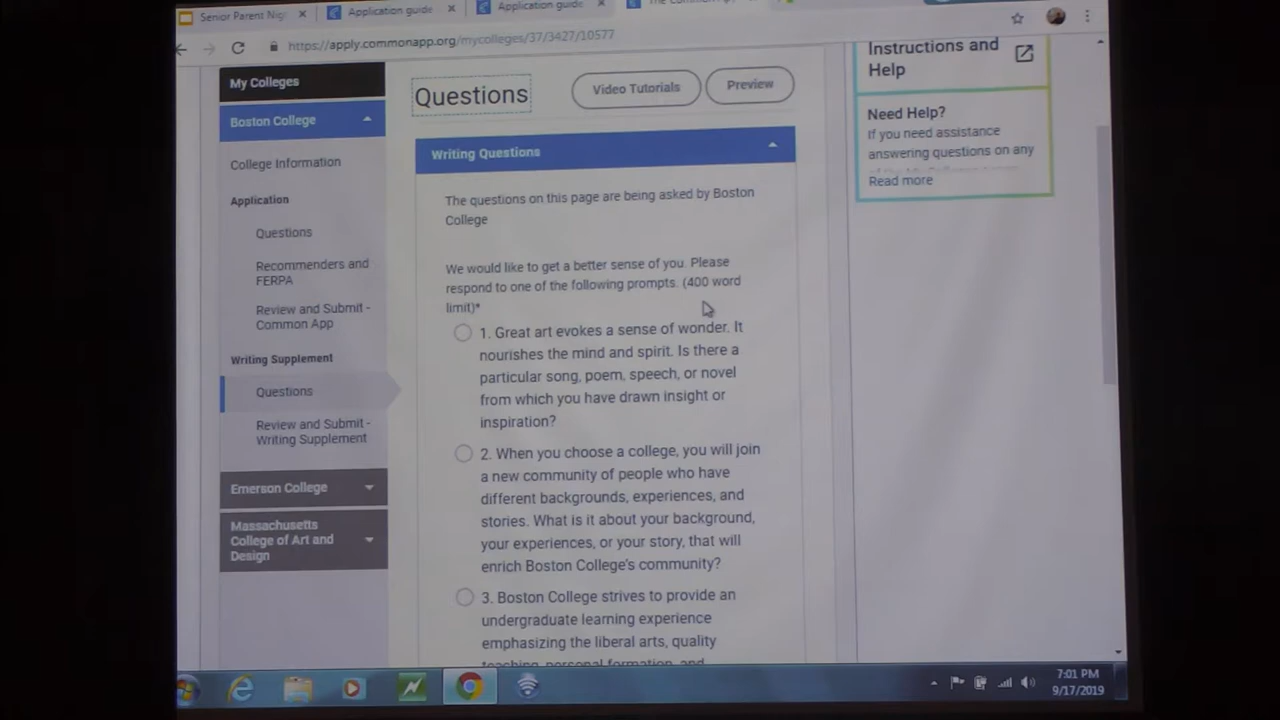 Senior Parent Nig
Application guide
Application guide
https://apply.commonapp.org/mycolleges/37/3427/10577
My Colleges
Boston College
College Information
Application
Questions
Recommenders and
FERPA
Review and Submit -
Common App
Writing Supplement
Questions
Review and Submit -
Writing Supplement
Emerson College
Massachusetts
College of Art and
Design
Questions
Video Tutorials
Preview
Writing Questions
The questions on this page are being asked by Boston
College
We would like to get a better sense of you. Please
respond to one of the following prompts. (400 word
limit)*
1. Great art evokes a sense of wonder. It
nourishes the mind and spirit. Is there a
particular song, poem, speech, or novel
from which you have drawn insight or
inspiration?
2. When you choose a college, you will join
a new community of people who have
different backgrounds, experiences, and
stories. What is it about your background,
your experiences, or your story, that will
enrich Boston College's community?
3. Boston College strives to provide an
undergraduate learning experience
emphasizing the liberal arts, quality
teaching, personal formation, and
Instructions and
Help
Need Help?
If you need assistance
answering questions on any
Read more
7:01 PM
9/17/2019